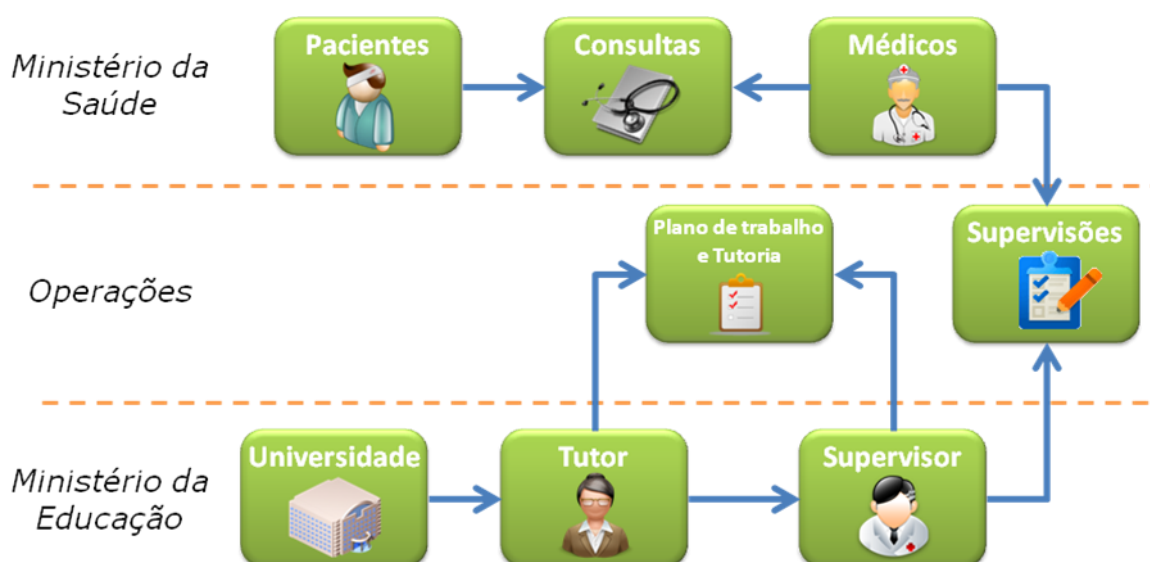 Pacientes
Consultas
Médicos
Ministério da
Saúde
Plano de trabalho
e Tutoria
Supervisões
Operações
Universidade
Tutor
Supervisor
Ministério da
Educação